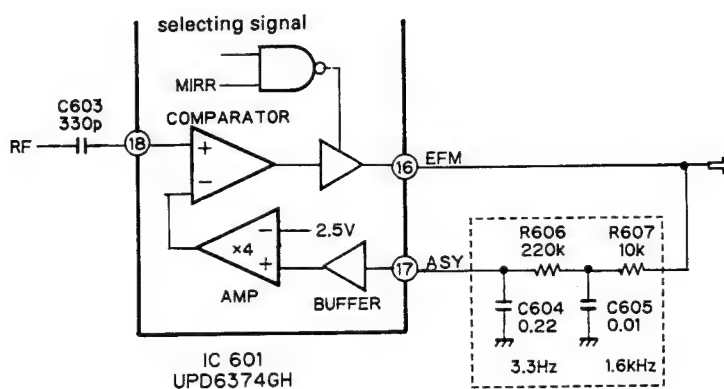 selecting signal
MIRR
C603
330p
COMPARATOR
RF
18
+
−
16
EFM
×4
−
2.5V
+
17
ASY
AMP
BUFFER
R606
220k
R607
10k
C604
0.22
C605
0.01
3.3Hz
1.6kHz
IC 601
UPD6374GH